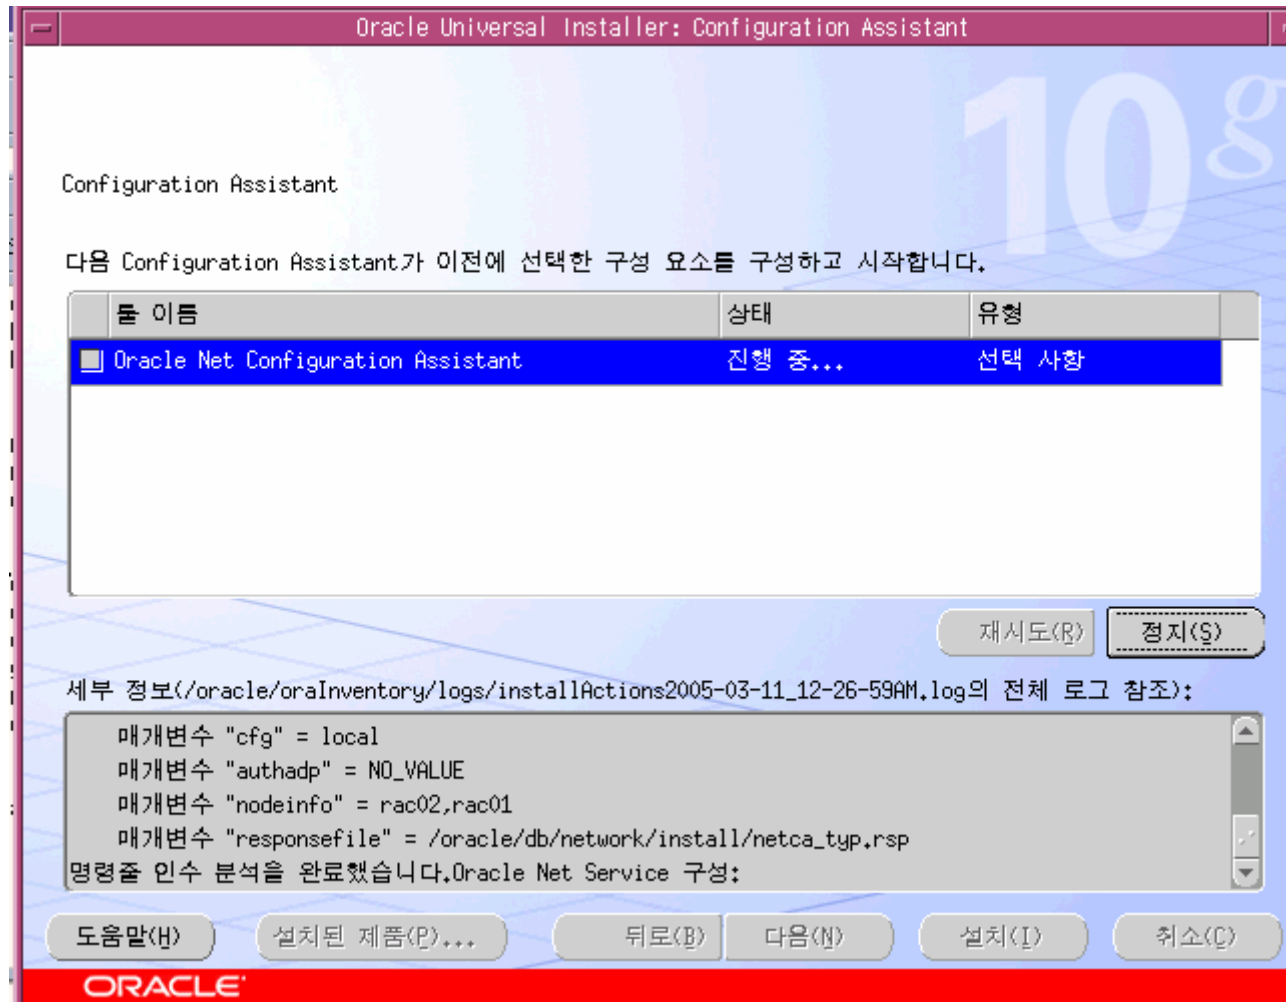 Oracle Universal Installer: Configuration Assistant
10g
Configuration Assistant
다음 Configuration Assistant가 이전에 선택한 구성 요소를 구성하고 시작합니다.
툴 이름 상태 유형
Oracle Net Configuration Assistant 진행 중... 선택 사항
재시도(R) 정지(S)
세부 정보(/oracle/oraInventory/logs/installActions2005-03-11_12-26-59AM.log의 전체 로그 참조):
매개변수 "cfg" = local
매개변수 "authadp" = NO_VALUE
매개변수 "nodeinfo" = rac02,rac01
매개변수 "responsefile" = /oracle/db/network/install/netca_typ.rsp
명령줄 인수 분석을 완료했습니다.Oracle Net Service 구성:
도움말(H) 설치된 제품(P)... 뒤로(B) 다음(N) 설치(I) 취소(C)
ORACLE